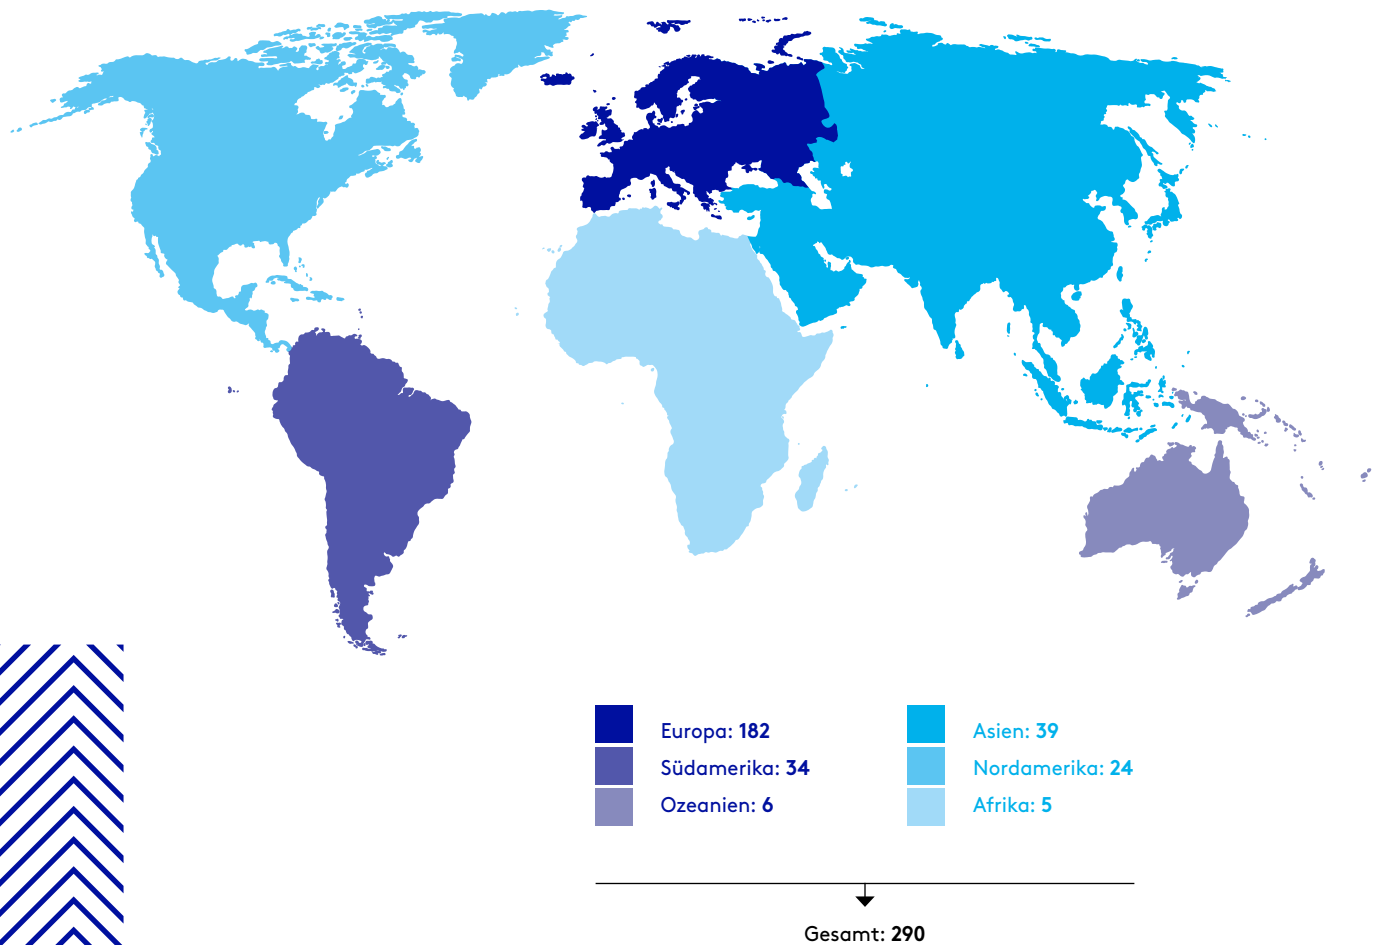 Europa: 182
Südamerika: 34
Ozeanien: 6
Asien: 39
Nordamerika: 24
Afrika: 5
Gesamt: 290